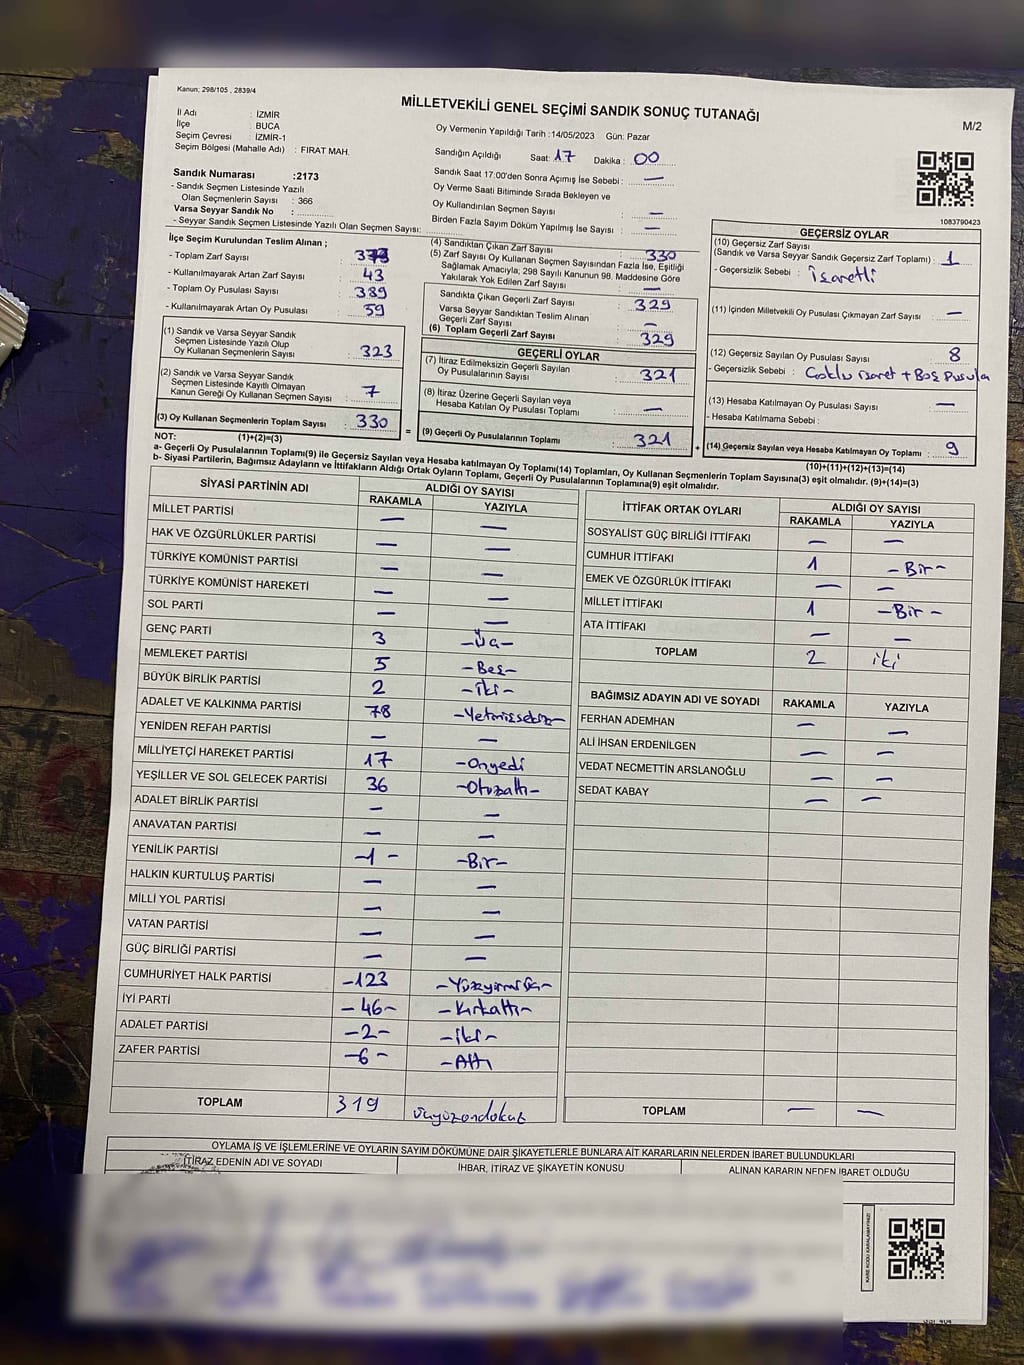 Kanun; 298/105 , 2839/4
MİLLETVEKİLİ GENEL SEÇİMİ SANDIK SONUÇ TUTANAĞI
M/2
İl Adı : İZMİR
İlçe : BUCA
Seçim Çevresi : İZMİR-1
Seçim Bölgesi (Mahalle Adı) : FIRAT MAH.
Oy Vermenin Yapıldığı Tarih :14/05/2023 Gün: Pazar
Sandığın Açıldığı Saat: 17 Dakika : 00
Sandık Saat 17:00'den Sonra Açımış İse Sebebi : —
Oy Verme Saati Bitiminde Sırada Bekleyen ve
Oy Kullandırılan Seçmen Sayısı : —
Birden Fazla Sayım Döküm Yapılmış İse Sayısı : —
Sandık Numarası :2173
- Sandık Seçmen Listesinde Yazılı
Olan Seçmenlerin Sayısı : 366
Varsa Seyyar Sandık No :
- Seyyar Sandık Seçmen Listesinde Yazılı Olan Seçmen Sayısı:
1083790423
İlçe Seçim Kurulundan Teslim Alınan ;
- Toplam Zarf Sayısı :
- Kullanılmayarak Artan Zarf Sayısı : 43
- Toplam Oy Pusulası Sayısı : 389
- Kullanılmayarak Artan Oy Pusulası : 59
(1) Sandık ve Varsa Seyyar Sandık
Seçmen Listesinde Yazılı Olup
Oy Kullanan Seçmenlerin Sayısı : 323
(2) Sandık ve Varsa Seyyar Sandık
Seçmen Listesinde Kayıtlı Olmayan
Kanun Gereği Oy Kullanan Seçmen Sayısı : 7
(3) Oy Kullanan Seçmenlerin Toplam Sayısı : 330
(4) Sandıktan Çıkan Zarf Sayısı : 330
(5) Zarf Sayısı Oy Kullanan Seçmen Sayısından Fazla İse, Eşitliği
Sağlamak Amacıyla, 298 Sayılı Kanunun 98. Maddesine Göre
Yakılarak Yok Edilen Zarf Sayısı : —
Sandıkta Çıkan Geçerli Zarf Sayısı : 329
Varsa Seyyar Sandıktan Teslim Alınan
Geçerli Zarf Sayısı : —
(6) Toplam Geçerli Zarf Sayısı : 329
GEÇERLİ OYLAR
(7) İtiraz Edilmeksizin Geçerli Sayılan
Oy Pusulalarının Sayısı : 321
(8) İtiraz Üzerine Geçerli Sayılan veya
Hesaba Katılan Oy Pusulası Toplamı : —
= (9) Geçerli Oy Pusulalarının Toplamı : 321 +
GEÇERSİZ OYLAR
(10) Geçersiz Zarf Sayısı
(Sandık ve Varsa Seyyar Sandık Geçersiz Zarf Toplamı) : 1
- Geçersizlik Sebebi : İşaretli
(11) İçinden Milletvekili Oy Pusulası Çıkmayan Zarf Sayısı : —
(12) Geçersiz Sayılan Oy Pusulası Sayısı : 8
- Geçersizlik Sebebi : Çoklu işaret + Boş Pusula
(13) Hesaba Katılmayan Oy Pusulası Sayısı : —
- Hesaba Katılmama Sebebi :
(14) Geçersiz Sayılan veya Hesaba Katılmayan Oy Toplamı : 9
NOT: (1)+(2)=(3)
(10)+(11)+(12)+(13)=(14)
a- Geçerli Oy Pusulalarının Toplamı(9) ile Geçersiz Sayılan veya Hesaba katılmayan Oy Toplamı(14) Toplamları, Oy Kullanan Seçmenlerin Toplam Sayısına(3) eşit olmalıdır. (9)+(14)=(3)
b- Siyasi Partilerin, Bağımsız Adayların ve İttifakların Aldığı Ortak Oyların Toplamı, Geçerli Oy Pusulalarının Toplamına(9) eşit olmalıdır.
SİYASİ PARTİNİN ADI ALDIĞI OY SAYISI
RAKAMLA YAZIYLA
MİLLET PARTİSİ — —
HAK VE ÖZGÜRLÜKLER PARTİSİ — —
TÜRKİYE KOMÜNİST PARTİSİ — —
TÜRKİYE KOMÜNİST HAREKETİ — —
SOL PARTİ — —
GENÇ PARTİ 3 -Üç-
MEMLEKET PARTİSİ 5 -Beş-
BÜYÜK BİRLİK PARTİSİ 2 -İki-
ADALET VE KALKINMA PARTİSİ 78 -Yetmişsekiz-
YENİDEN REFAH PARTİSİ — —
MİLLİYETÇİ HAREKET PARTİSİ 17 -Onyedi
YEŞİLLER VE SOL GELECEK PARTİSİ 36 -Otuzaltı-
ADALET BİRLİK PARTİSİ — —
ANAVATAN PARTİSİ — —
YENİLİK PARTİSİ -1- -Bir-
HALKIN KURTULUŞ PARTİSİ — —
MİLLİ YOL PARTİSİ — —
VATAN PARTİSİ — —
GÜÇ BİRLİĞİ PARTİSİ — —
CUMHURİYET HALK PARTİSİ -123 -Yüzyirmiüç-
İYİ PARTİ -46- -Kırkaltı-
ADALET PARTİSİ -2- -iki-
ZAFER PARTİSİ -6- -Altı
TOPLAM 319 üçyüzondokuz
İTTİFAK ORTAK OYLARI ALDIĞI OY SAYISI
RAKAMLA YAZIYLA
SOSYALİST GÜÇ BİRLİĞİ İTTİFAKI — —
CUMHUR İTTİFAKI 1 -Bir-
EMEK VE ÖZGÜRLÜK İTTİFAKI — —
MİLLET İTTİFAKI 1 -Bir-
ATA İTTİFAKI — —
TOPLAM 2 iki
BAĞIMSIZ ADAYIN ADI VE SOYADI RAKAMLA YAZIYLA
FERHAN ADEMHAN — —
ALİ İHSAN ERDENİLGEN — —
VEDAT NECMETTİN ARSLANOĞLU — —
SEDAT KABAY — —
TOPLAM — —
OYLAMA İŞ VE İŞLEMLERİNE VE OYLARIN SAYIM DÖKÜMÜNE DAİR ŞİKAYETLERLE BUNLARA AİT KARARLARIN NELERDEN İBARET BULUNDUKLARI
İTİRAZ EDENİN ADI VE SOYADI İHBAR, İTİRAZ VE ŞİKAYETİN KONUSU ALINAN KARARIN NEDEN İBARET OLDUĞU
KARE KODU KARALAMAYINIZ!